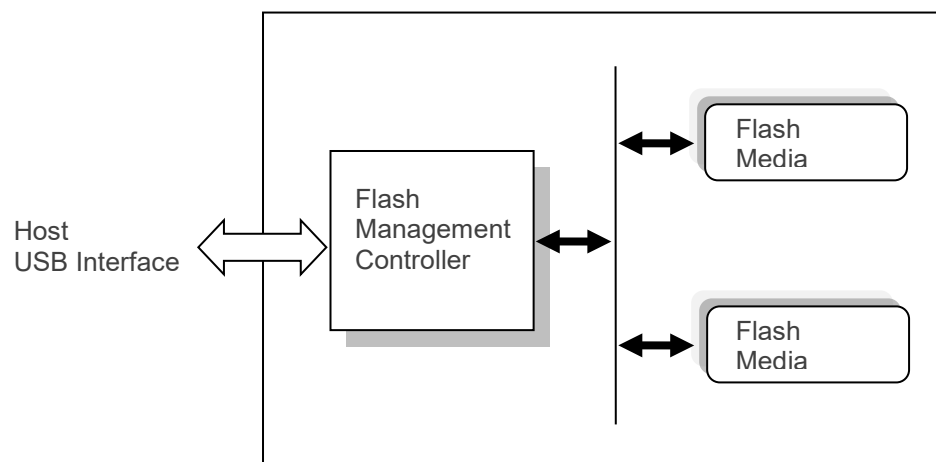 Host
USB Interface
Flash
Management
Controller
Flash
Media
Flash
Media